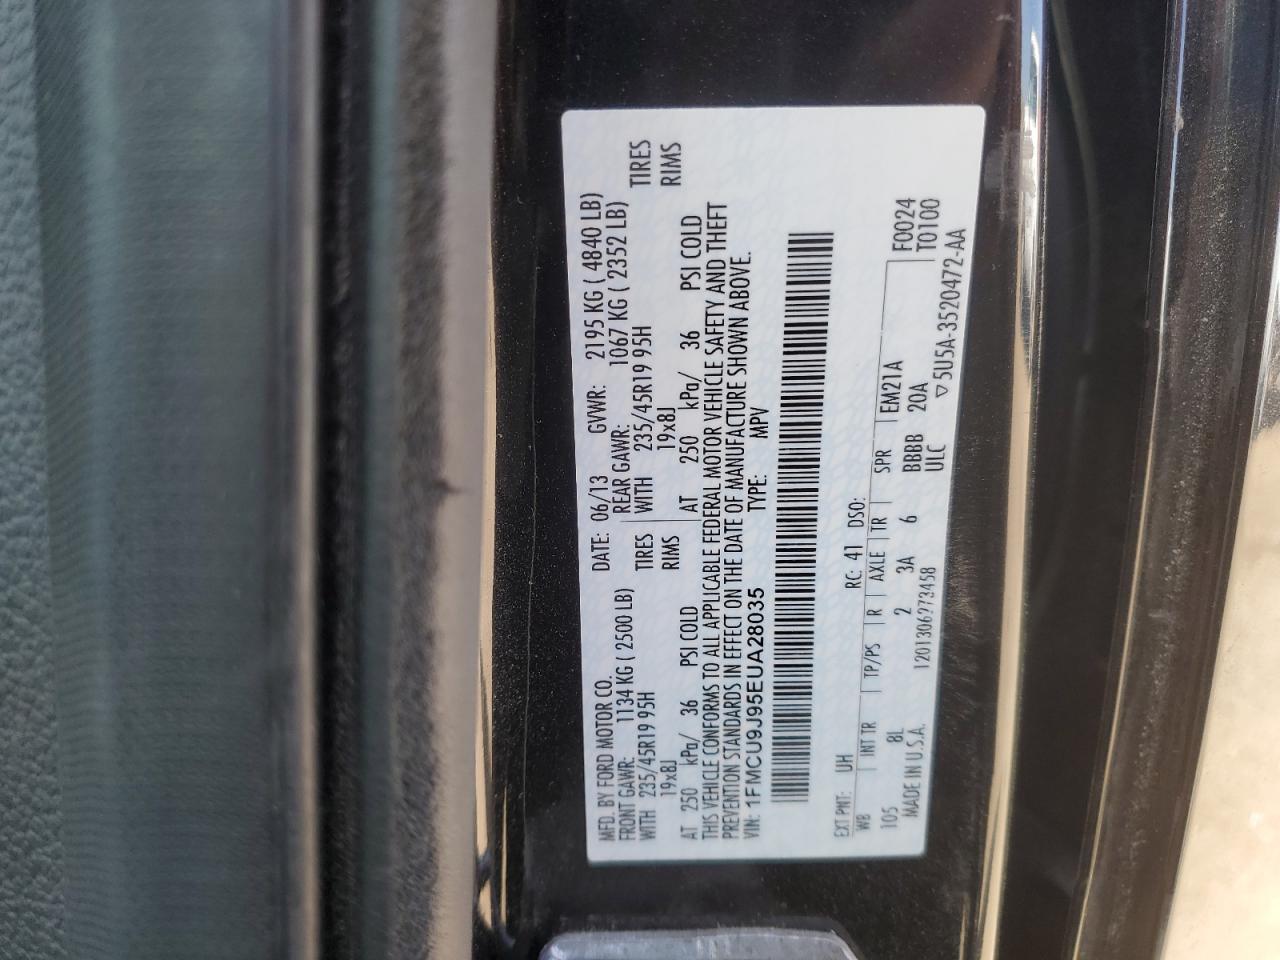 MFD. BY FORD MOTOR CO. DATE: 06/13 GVWR: 2195 KG ( 4840 LB)
FRONT GAWR: 1134 KG ( 2500 LB) REAR GAWR: 1067 KG ( 2352 LB)
WITH 235/45R19 95H TIRES WITH 235/45R19 95H TIRES
19x8J RIMS 19x8J RIMS
AT 250 kPa/ 36 PSI COLD AT 250 kPa/ 36 PSI COLD
THIS VEHICLE CONFORMS TO ALL APPLICABLE FEDERAL MOTOR VEHICLE SAFETY AND THEFT
PREVENTION STANDARDS IN EFFECT ON THE DATE OF MANUFACTURE SHOWN ABOVE.
VIN: 1FMCU9J95EUA28035 TYPE: MPV
EXT PNT: UH RC: 41 DSO:
WB INT TR TP/PS R AXLE TR SPR EM21A F0024
105 8L 2 3A 6 BBBB 20A T0100
MADE IN U.S.A. 1201306273458 ULC ▽ 5U5A-3520472-AA